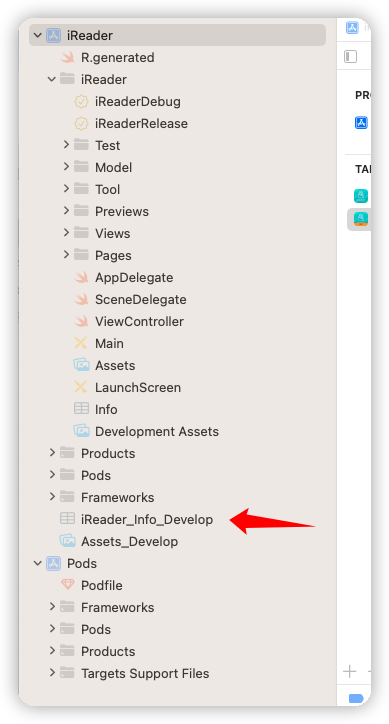 iReader
R.generated
iReader
iReaderDebug
iReaderRelease
Test
Model
Tool
Previews
Views
Pages
AppDelegate
SceneDelegate
ViewController
Main
Assets
LaunchScreen
Info
Development Assets
Products
Pods
Frameworks
iReader_Info_Develop
Assets_Develop
Pods
Podfile
Frameworks
Pods
Products
Targets Support Files
PRO
TAR